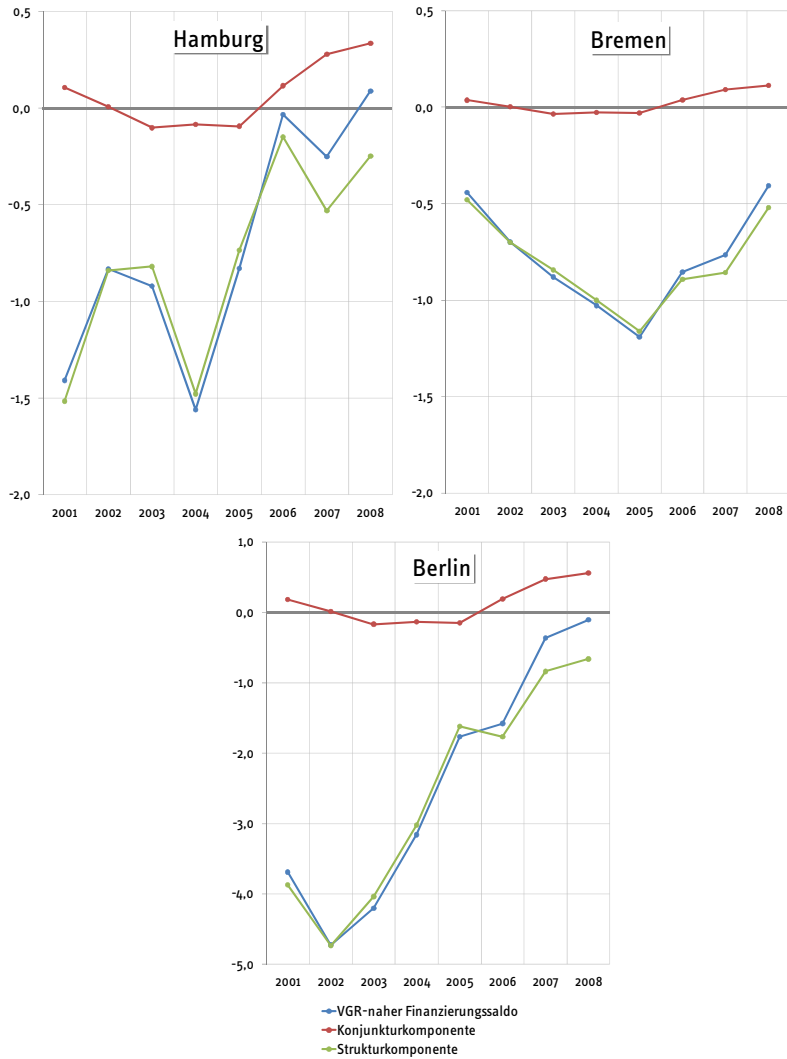 Hamburg
0,5
0,0
-0,5
-1,0
-1,5
-2,0
2001 2002 2003 2004 2005 2006 2007 2008
Bremen
0,5
0,0
-0,5
-1,0
-1,5
-2,0
2001 2002 2003 2004 2005 2006 2007 2008
Berlin
1,0
0,0
-1,0
-2,0
-3,0
-4,0
-5,0
2001 2002 2003 2004 2005 2006 2007 2008
VGR-naher Finanzierungssaldo
Konjunkturkomponente
Strukturkomponente